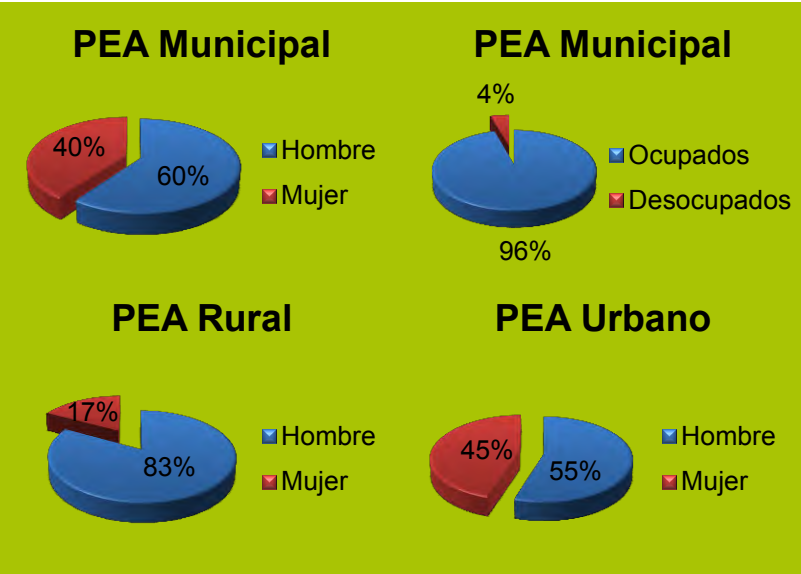 PEA Municipal
40%
60%
Hombre
Mujer
PEA Municipal
4%
96%
Ocupados
Desocupados
PEA Rural
17%
83%
Hombre
Mujer
PEA Urbano
45%
55%
Hombre
Mujer